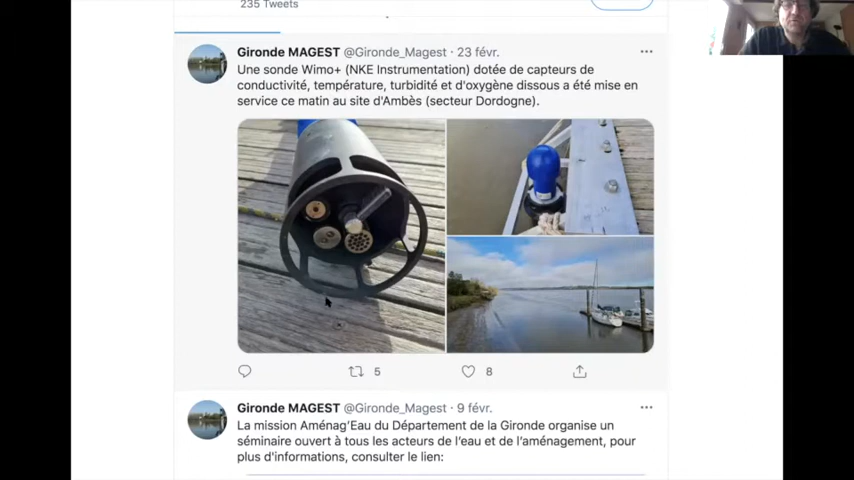 235 Tweets
Gironde MAGEST @Gironde_Magest · 23 févr.
Une sonde Wimo+ (NKE Instrumentation) dotée de capteurs de
conductivité, température, turbidité et d'oxygène dissous a été mise en
service ce matin au site d'Ambès (secteur Dordogne).
5
8
Gironde MAGEST @Gironde_Magest · 9 févr.
La mission Aménag'Eau du Département de la Gironde organise un
séminaire ouvert à tous les acteurs de l'eau et de l'aménagement, pour
plus d'informations, consulter le lien: